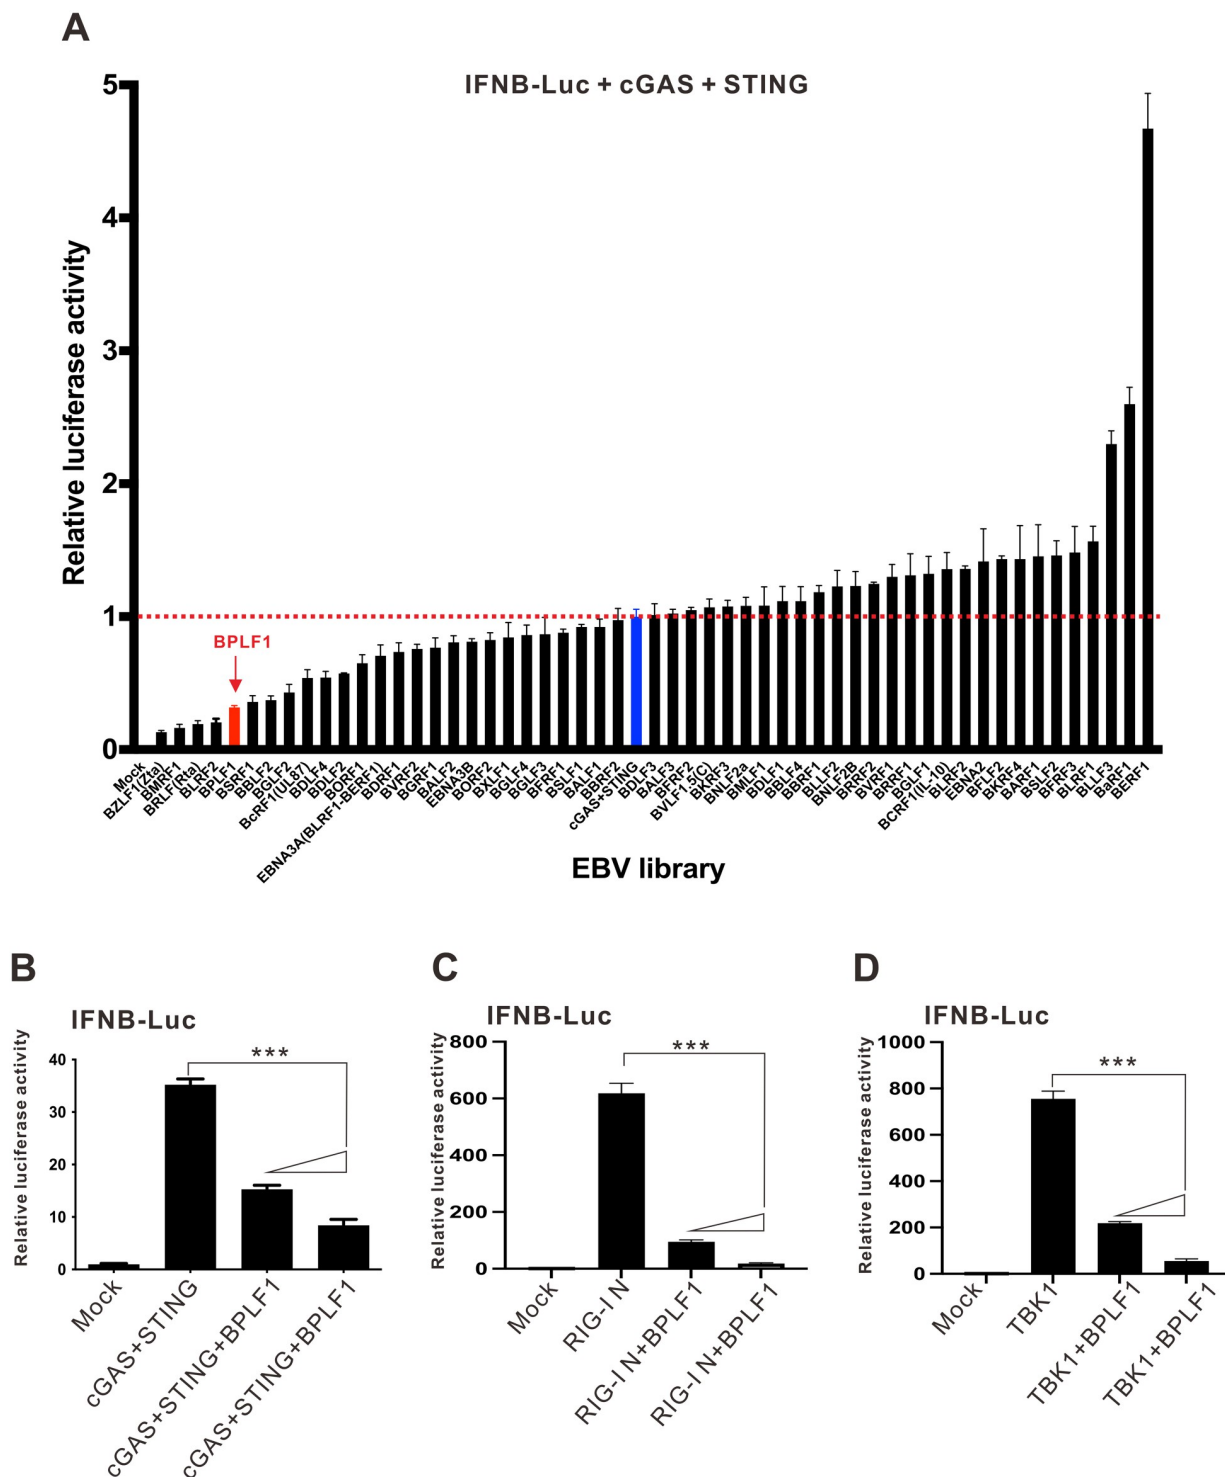 A
IFNB-Luc + cGAS + STING
Relative luciferase activity
5
4
3
2
1
0
BPLF1
Mock
BZLF1(Zta)
BMRF1
BRLF(Rta)
BLRF2
BPLF1
BSRF1
BBLF2
BGLF2
BcRF1(UL87)
BDLF4
BDLF2
BORF1
EBNA3A(BLRF1-BERF1)
BDRF1
BVRF2
BGRF1
BALF2
EBNA3B
BORF2
BXLF1
BGLF4
BGLF3
BFRF1
BSLF1
BALF1
BBRF2
cGAS+STING
BDLF3
BALF3
BFRF2
BVLF1.5(C)
BKRF3
BNLF2a
BMLF1
BDLF1
BBLF4
BBRF1
BLLF2
BNLF2B
BRRF2
BVRF1
BRRF1
BGLF1
BCRF1(IL-10)
BLRF2
EBNA2
BFLF2
BKRF4
BARF1
BSLF2
BFRF3
BLRF1
BLLF3
BaRF1
BERF1
EBV library
B
IFNB-Luc
Relative luciferase activity
40
30
20
10
0
***
Mock
cGAS+STING
cGAS+STING+BPLF1
cGAS+STING+BPLF1
C
IFNB-Luc
Relative luciferase activity
800
600
400
200
0
***
Mock
RIG-I N
RIG-I N+BPLF1
RIG-I N+BPLF1
D
IFNB-Luc
Relative luciferase activity
1000
800
600
400
200
0
***
Mock
TBK1
TBK1+BPLF1
TBK1+BPLF1